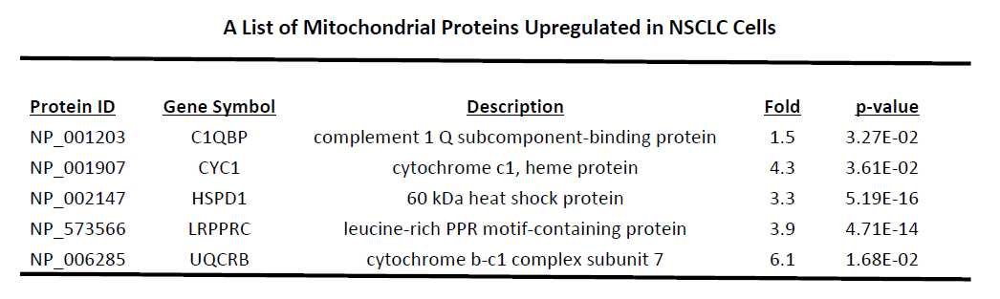 A List of Mitochondrial Proteins Upregulated in NSCLC Cells
Protein ID Gene Symbol Description Fold p-value
NP_001203 C1QBP complement 1 Q subcomponent-binding protein 1.5 3.27E-02
NP_001907 CYC1 cytochrome c1, heme protein 4.3 3.61E-02
NP_002147 HSPD1 60 kDa heat shock protein 3.3 5.19E-16
NP_573566 LRPPRC leucine-rich PPR motif-containing protein 3.9 4.71E-14
NP_006285 UQCRB cytochrome b-c1 complex subunit 7 6.1 1.68E-02